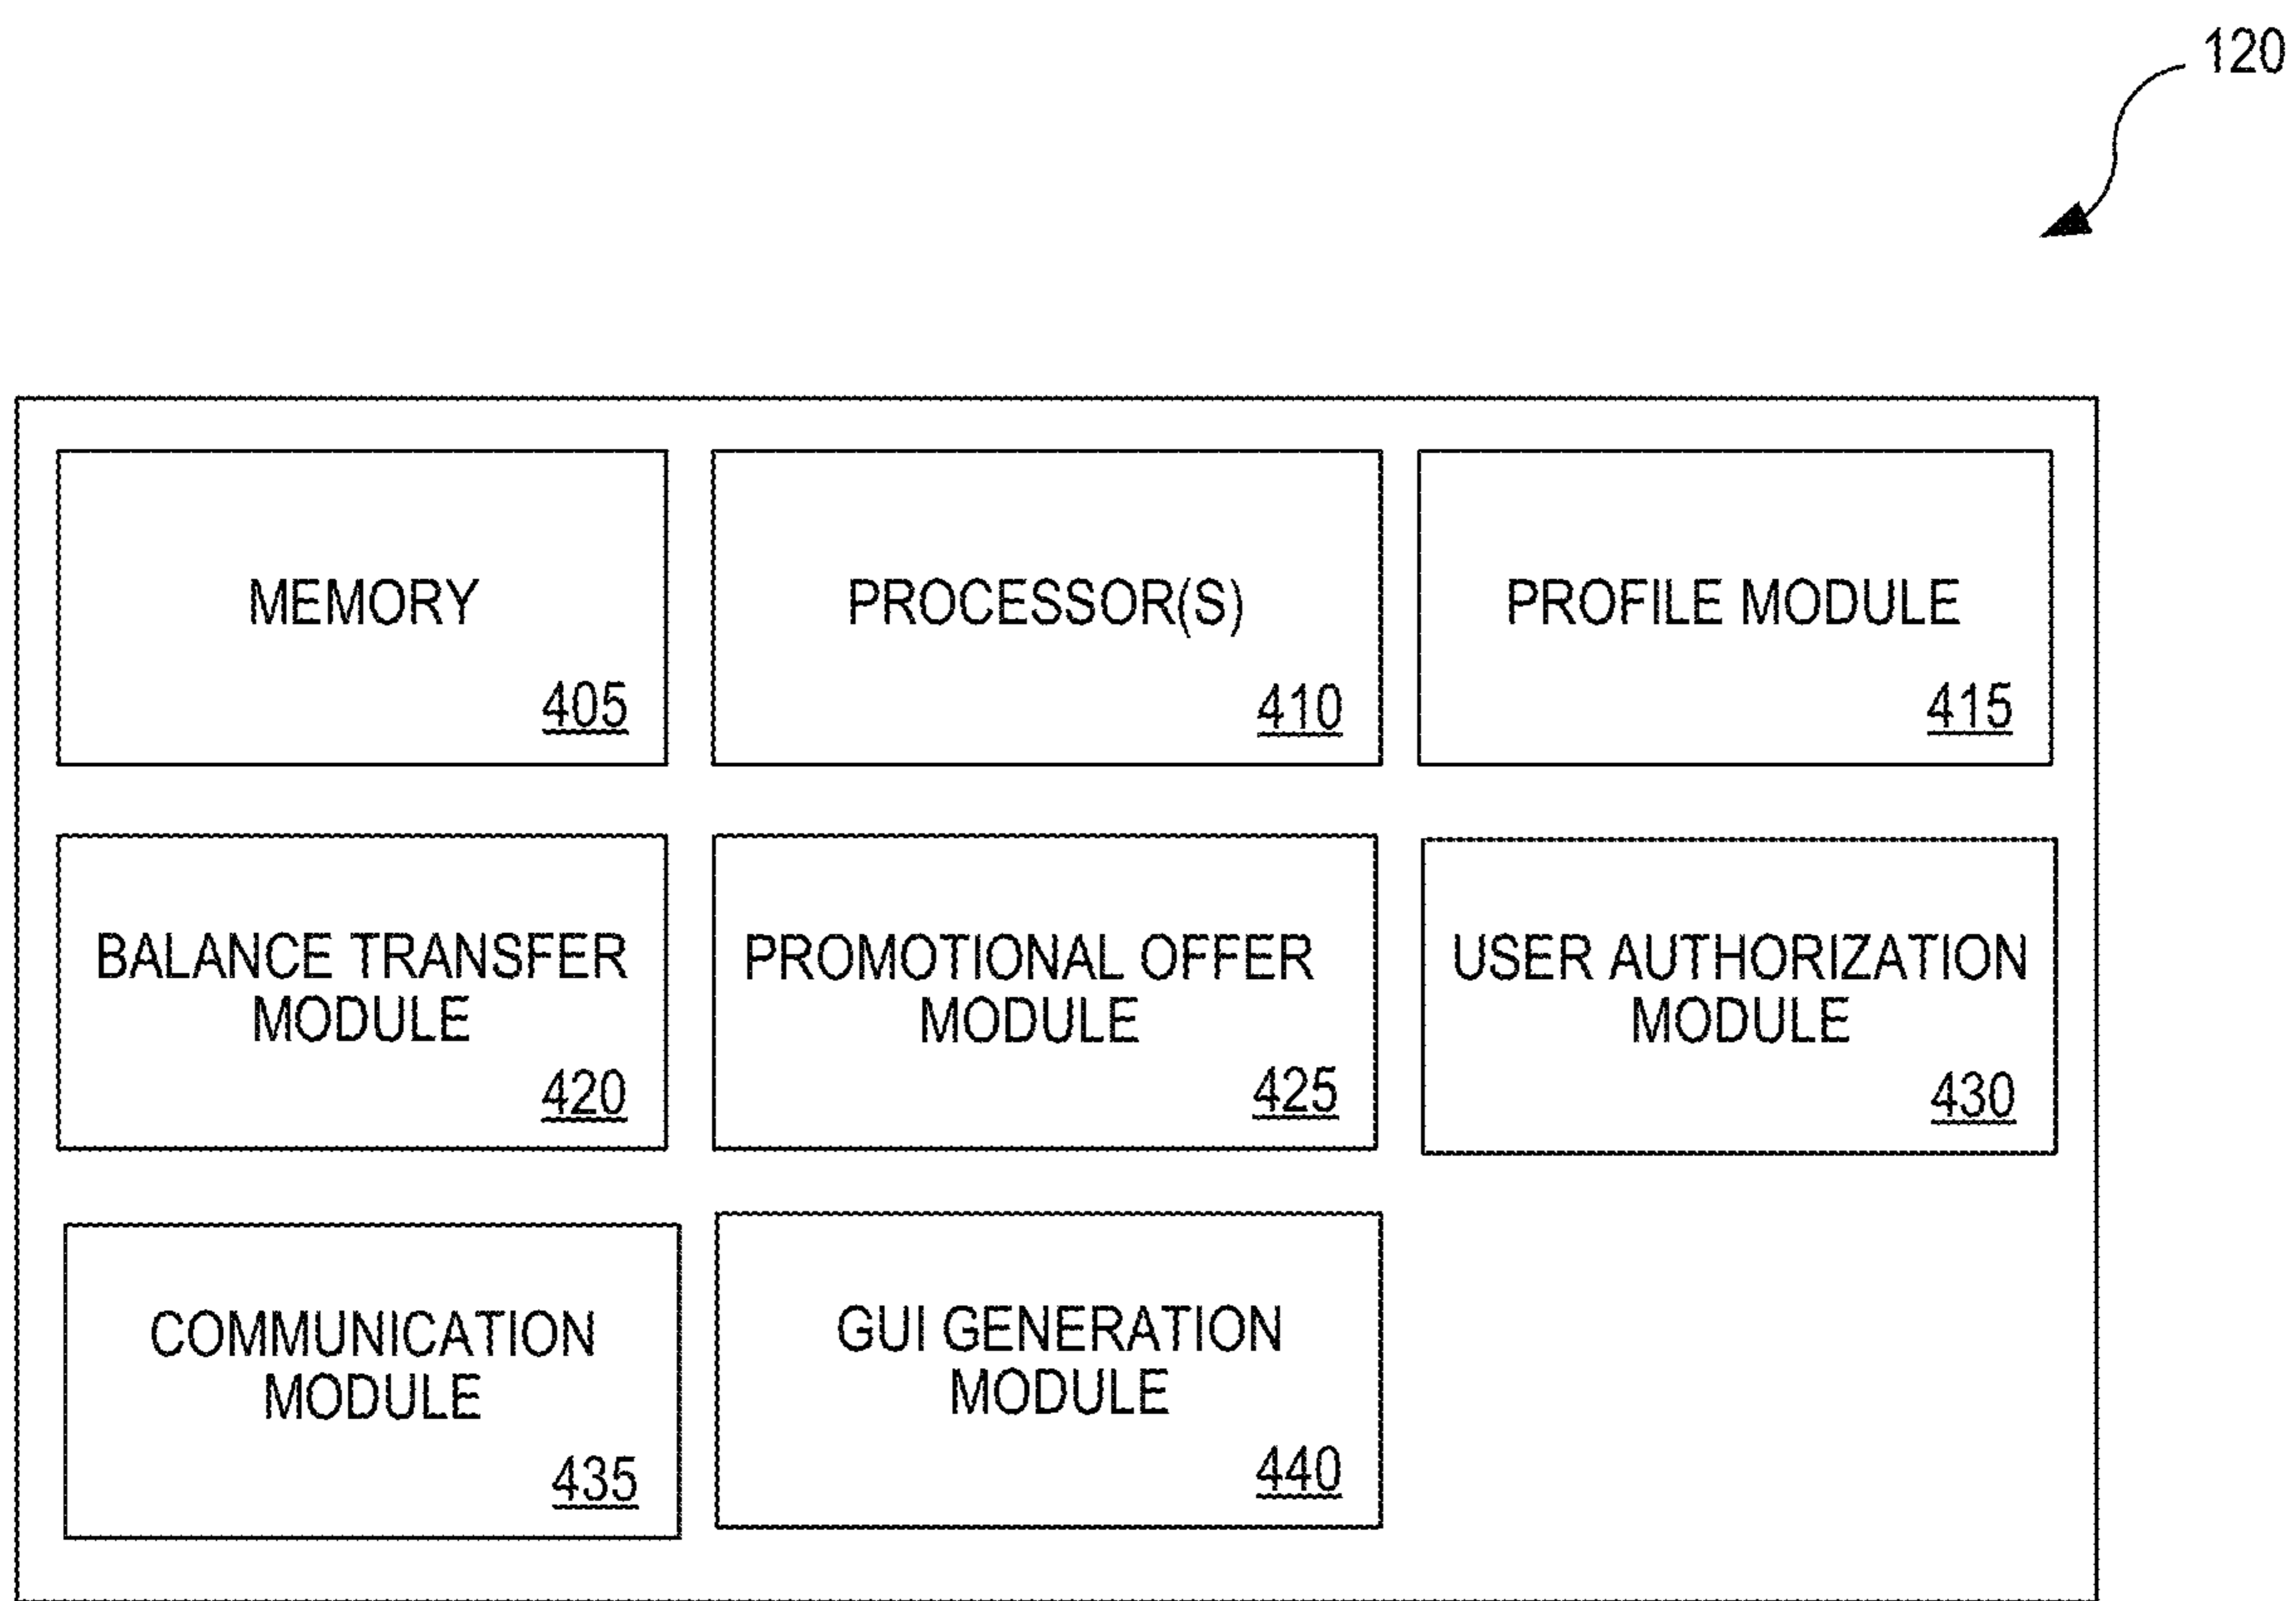 120
MEMORY
405
PROCESSOR(S)
410
PROFILE MODULE
415
BALANCE TRANSFER
MODULE
420
PROMOTIONAL OFFER
MODULE
425
USER AUTHORIZATION
MODULE
430
COMMUNICATION
MODULE
435
GUI GENERATION
MODULE
440